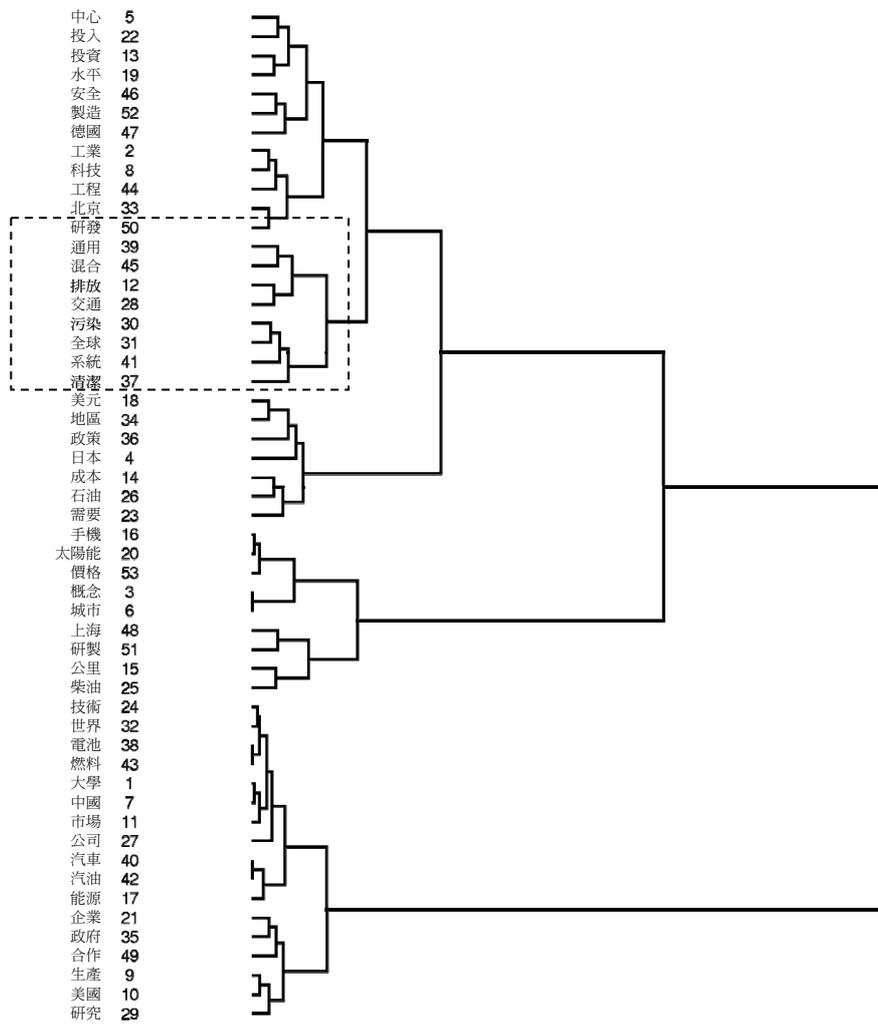 中心 5
投入 22
投資 13
水平 19
安全 46
製造 52
德國 47
工業 2
科技 8
工程 44
北京 33
研發 50
通用 39
混合 45
排放 12
交通 28
污染 30
全球 31
系統 41
清潔 37
美元 18
地區 34
政策 36
日本 4
成本 14
石油 26
需要 23
手機 16
太陽能 20
價格 53
概念 3
城市 6
上海 48
研製 51
公里 15
柴油 25
技術 24
世界 32
電池 38
燃料 43
大學 1
中國 7
市場 11
公司 27
汽車 40
汽油 42
能源 17
企業 21
政府 35
合作 49
生產 9
美國 10
研究 29